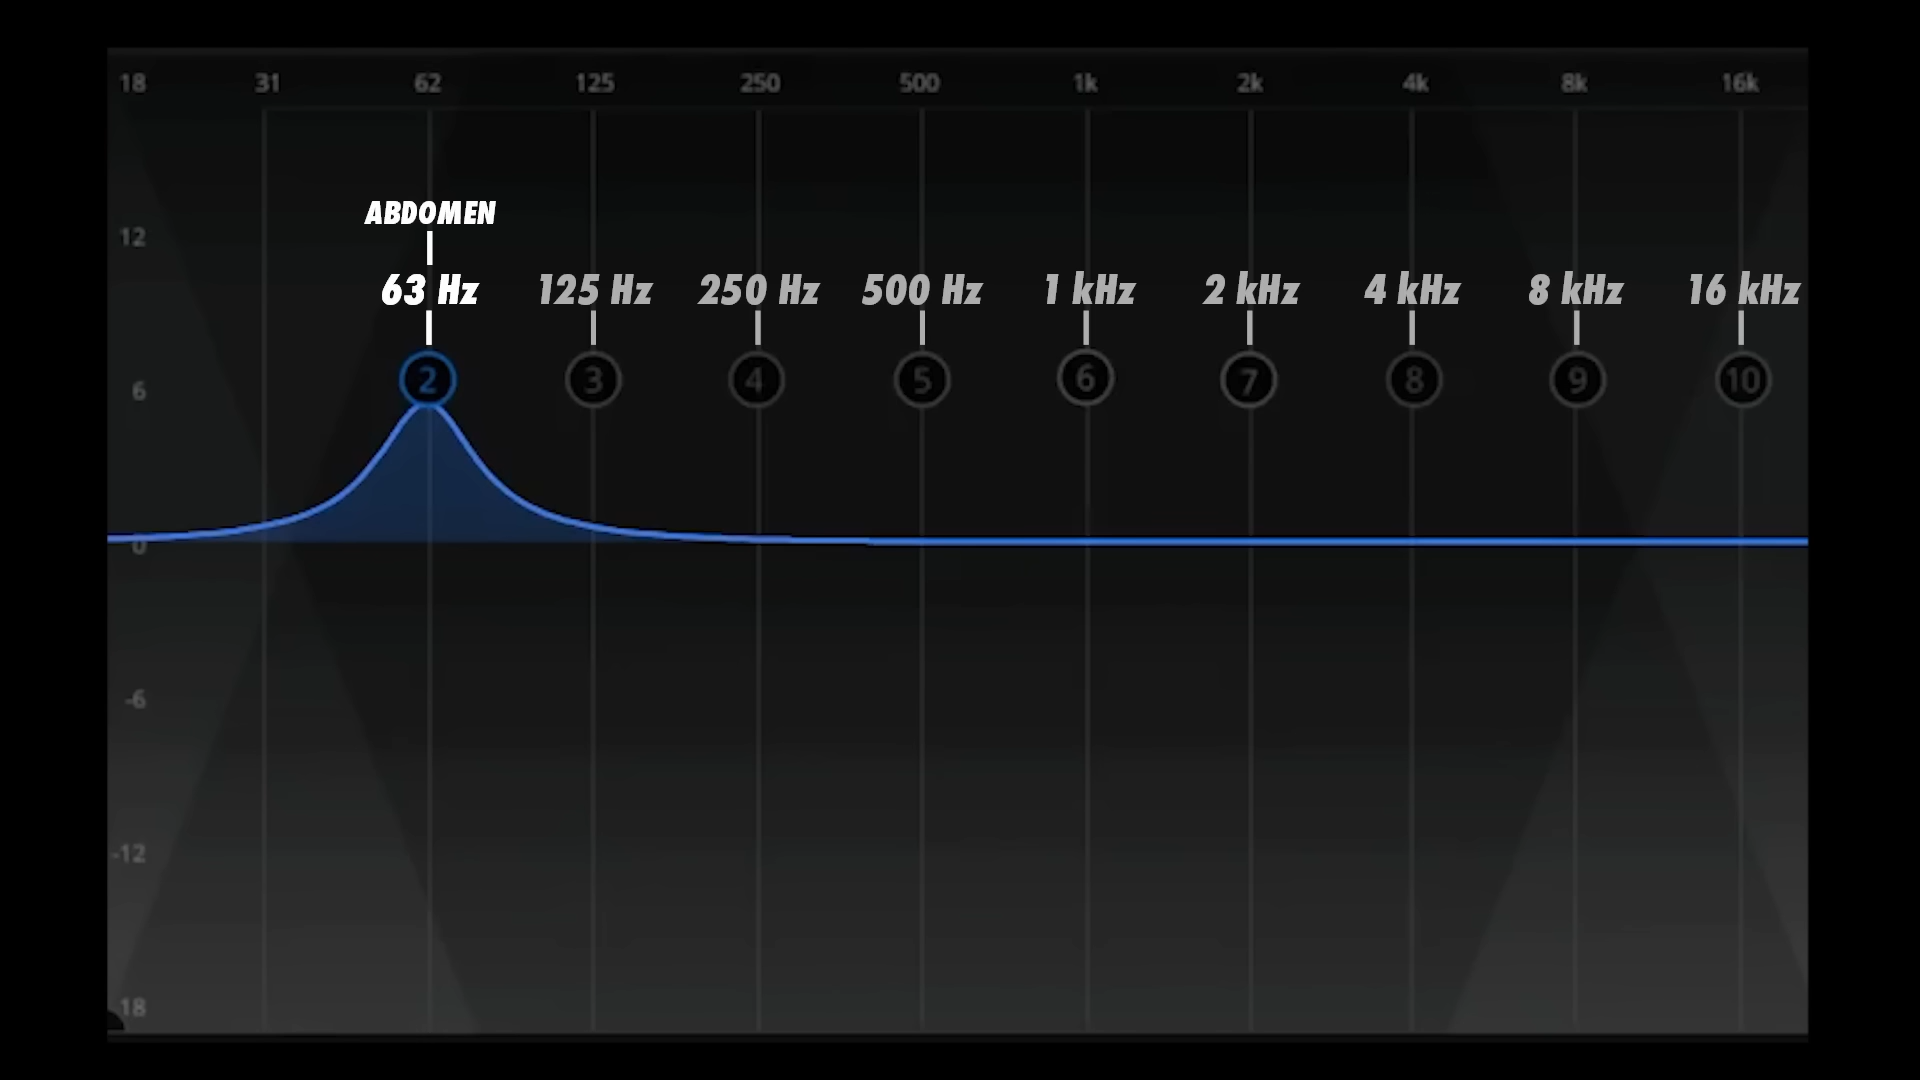 18 31 62 125 250 500 1k 2k 4k 8k 16k
ABDOMEN
12
63 Hz 125 Hz 250 Hz 500 Hz 1 kHz 2 kHz 4 kHz 8 kHz 16 kHz
2 3 4 5 6 7 8 9 10
6
0
-6
-12
18